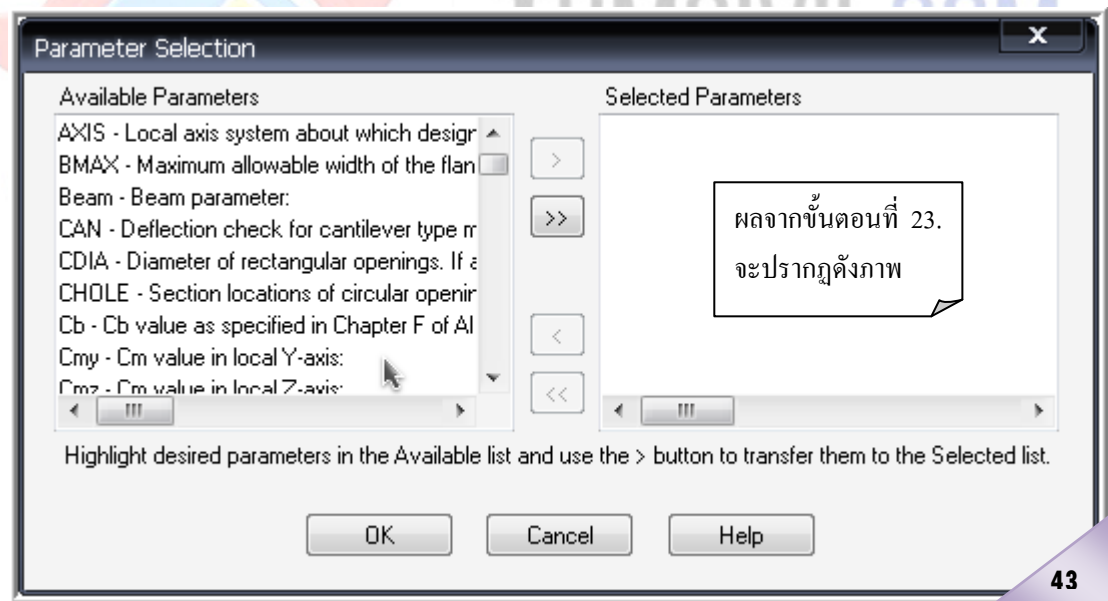 Parameter Selection
x
Available Parameters
Selected Parameters
AXIS - Local axis system about which design
BMAX - Maximum allowable width of the flan
Beam - Beam parameter:
CAN - Deflection check for cantilever type m
CDIA - Diameter of rectangular openings. If a
CHOLE - Section locations of circular openin
Cb - Cb value as specified in Chapter F of AI
Cmy - Cm value in local Y-axis:
Cmz - Cm value in local Z-axis:
>
>>
<
<<
ผลจากขั้นตอนที่ 23.
จะปรากฏดังภาพ
Highlight desired parameters in the Available list and use the > button to transfer them to the Selected list.
OK
Cancel
Help
43